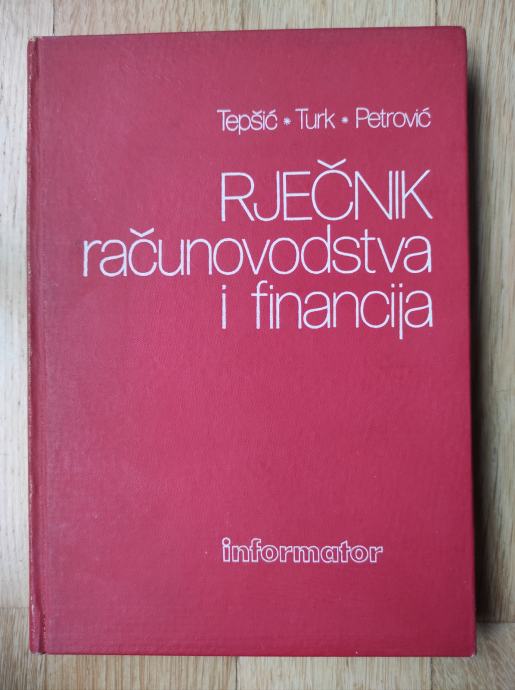 Tepšić * Turk * Petrović
RJEČNIK
računovodstva
i financija
informator